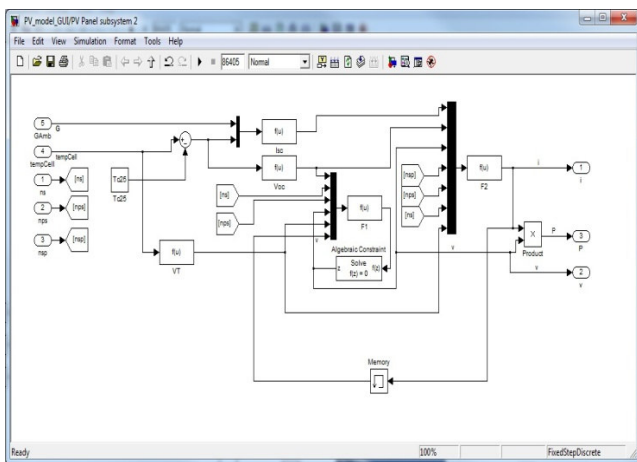 PV_model_GUI/PV Panel subsystem 2
File Edit View Simulation Format Tools Help
86405 Normal
5
GAmb
G
4
tempCell
tempCell
1
ns
[ns]
2
nps
[nps]
3
nsp
[nsp]
Tc25
Tc25
f(u)
Isc
f(u)
Voc
[ns]
[nps]
v
f(u)
F1
Algebraic Constraint
z Solve f(z)
f(z) = 0
f(u)
VT
[nsp]
[nps]
[ns]
v
f(u)
F2
i
1
i
X
Product
P
3
P
v
2
v
Memory
Ready 100% FixedStepDiscrete